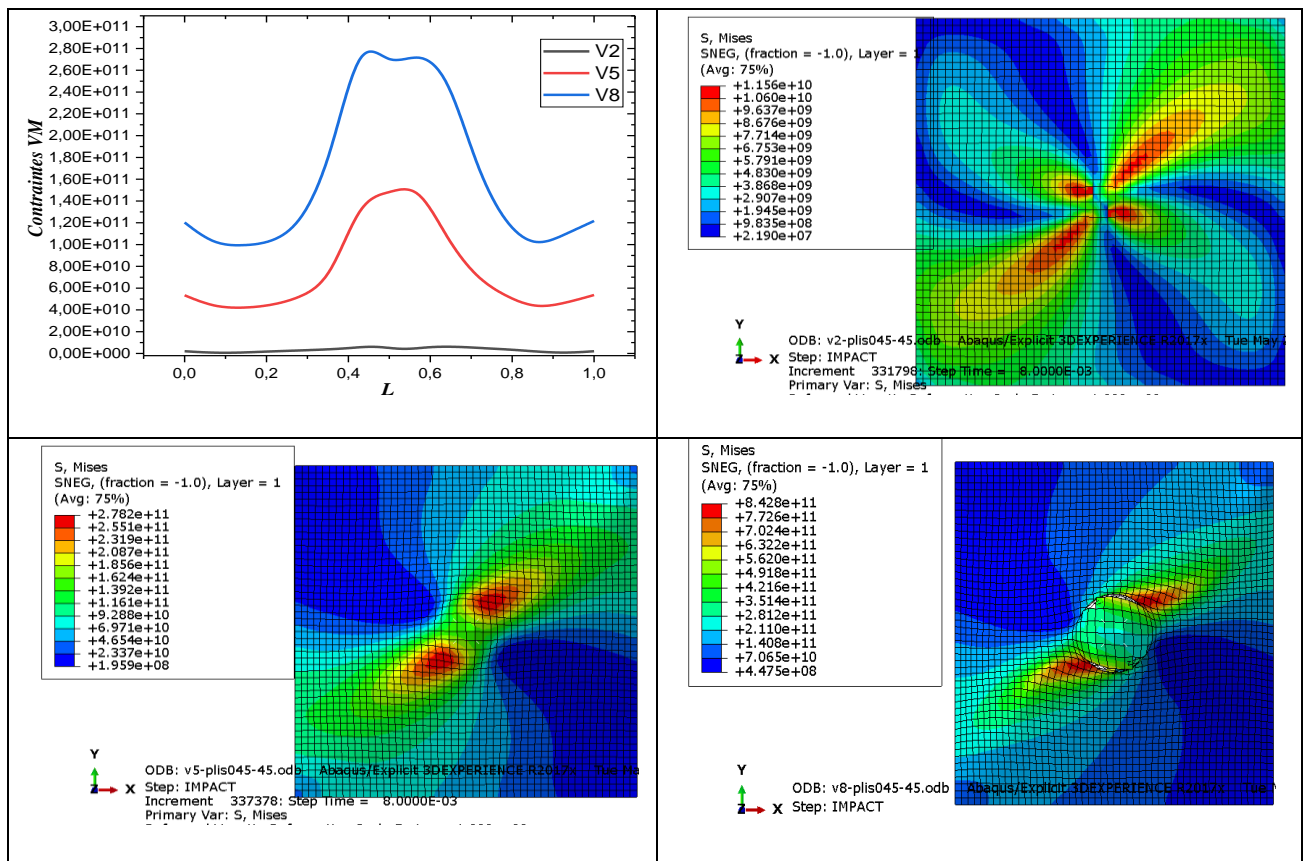 3,00E+011
2,80E+011
2,60E+011
2,40E+011
2,20E+011
2,00E+011
1,80E+011
1,60E+011
1,40E+011
1,20E+011
1,00E+011
8,00E+010
6,00E+010
4,00E+010
2,00E+010
0,00E+000
Contraintes VM
0,0 0,2 0,4 0,6 0,8 1,0
L
V2
V5
V8
S, Mises
SNEG, (fraction = -1.0), Layer = 1
(Avg: 75%)
+1.156e+10
+1.060e+10
+9.637e+09
+8.676e+09
+7.714e+09
+6.753e+09
+5.791e+09
+4.830e+09
+3.868e+09
+2.907e+09
+1.945e+09
+9.835e+08
+2.190e+07
Y
Z X
ODB: v2-plis045-45.odb Abaqus/Explicit 3DEXPERIENCE R2017x Tue May
Step: IMPACT
Increment 331798: Step Time = 8.0000E-03
Primary Var: S, Mises
S, Mises
SNEG, (fraction = -1.0), Layer = 1
(Avg: 75%)
+2.782e+11
+2.551e+11
+2.319e+11
+2.087e+11
+1.856e+11
+1.624e+11
+1.392e+11
+1.161e+11
+9.288e+10
+6.971e+10
+4.654e+10
+2.337e+10
+1.959e+08
Y
Z X
ODB: v5-plis045-45.odb Abaqus/Explicit 3DEXPERIENCE R2017x Tue Ma
Step: IMPACT
Increment 337378: Step Time = 8.0000E-03
Primary Var: S, Mises
S, Mises
SNEG, (fraction = -1.0), Layer = 1
(Avg: 75%)
+8.428e+11
+7.726e+11
+7.024e+11
+6.322e+11
+5.620e+11
+4.918e+11
+4.216e+11
+3.514e+11
+2.812e+11
+2.110e+11
+1.408e+11
+7.065e+10
+4.475e+08
Y
Z X
ODB: v8-plis045-45.odb Abaqus/Explicit 3DEXPERIENCE R2017x Tue
Step: IMPACT